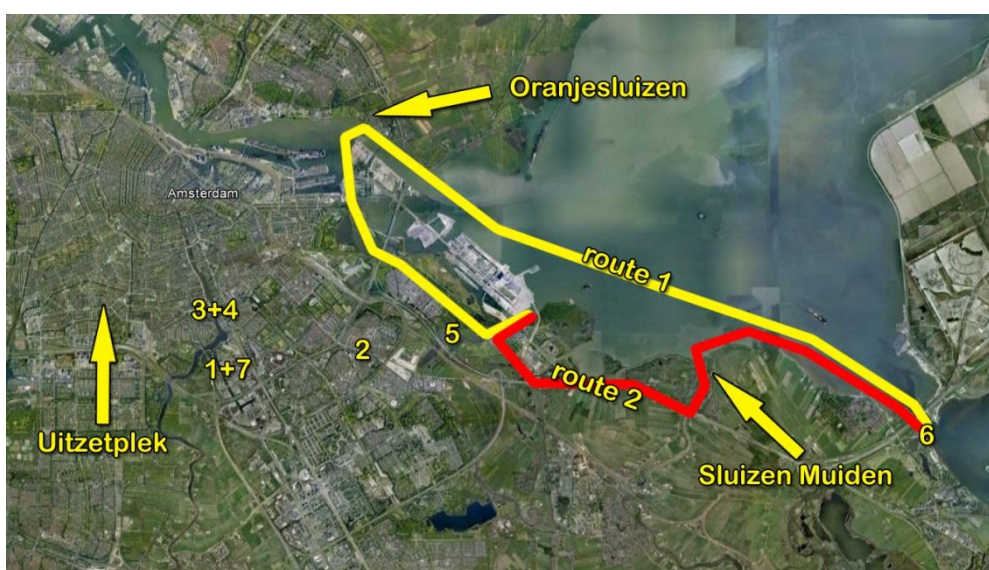 Oranjesluizen
Amsterdam
route 1
3+4
5
2
1+7
route 2
Uitzetplek
6
Sluizen Muiden